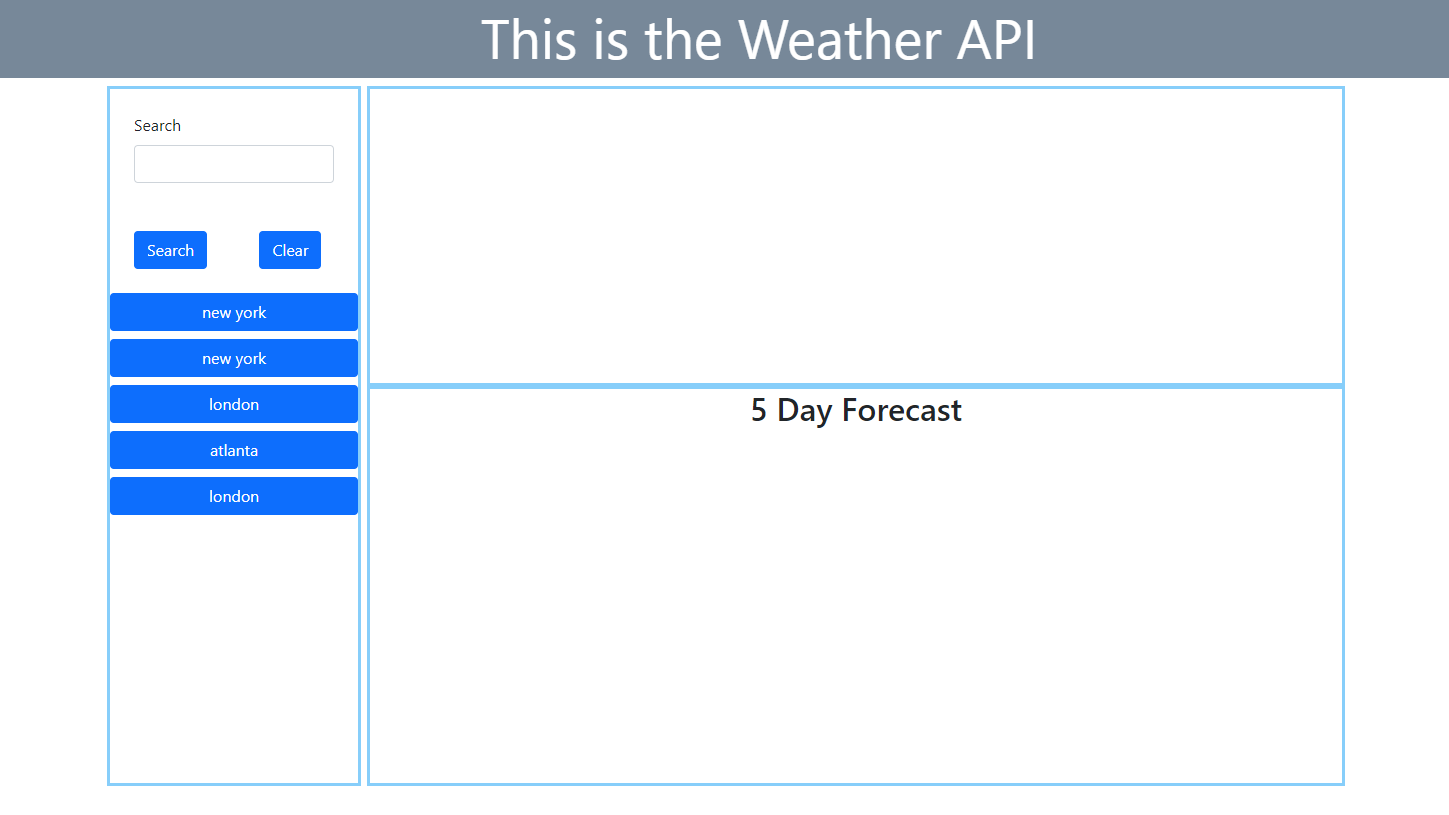 This is the Weather API
Search
Search
Clear
new york
new york
london
atlanta
london
5 Day Forecast